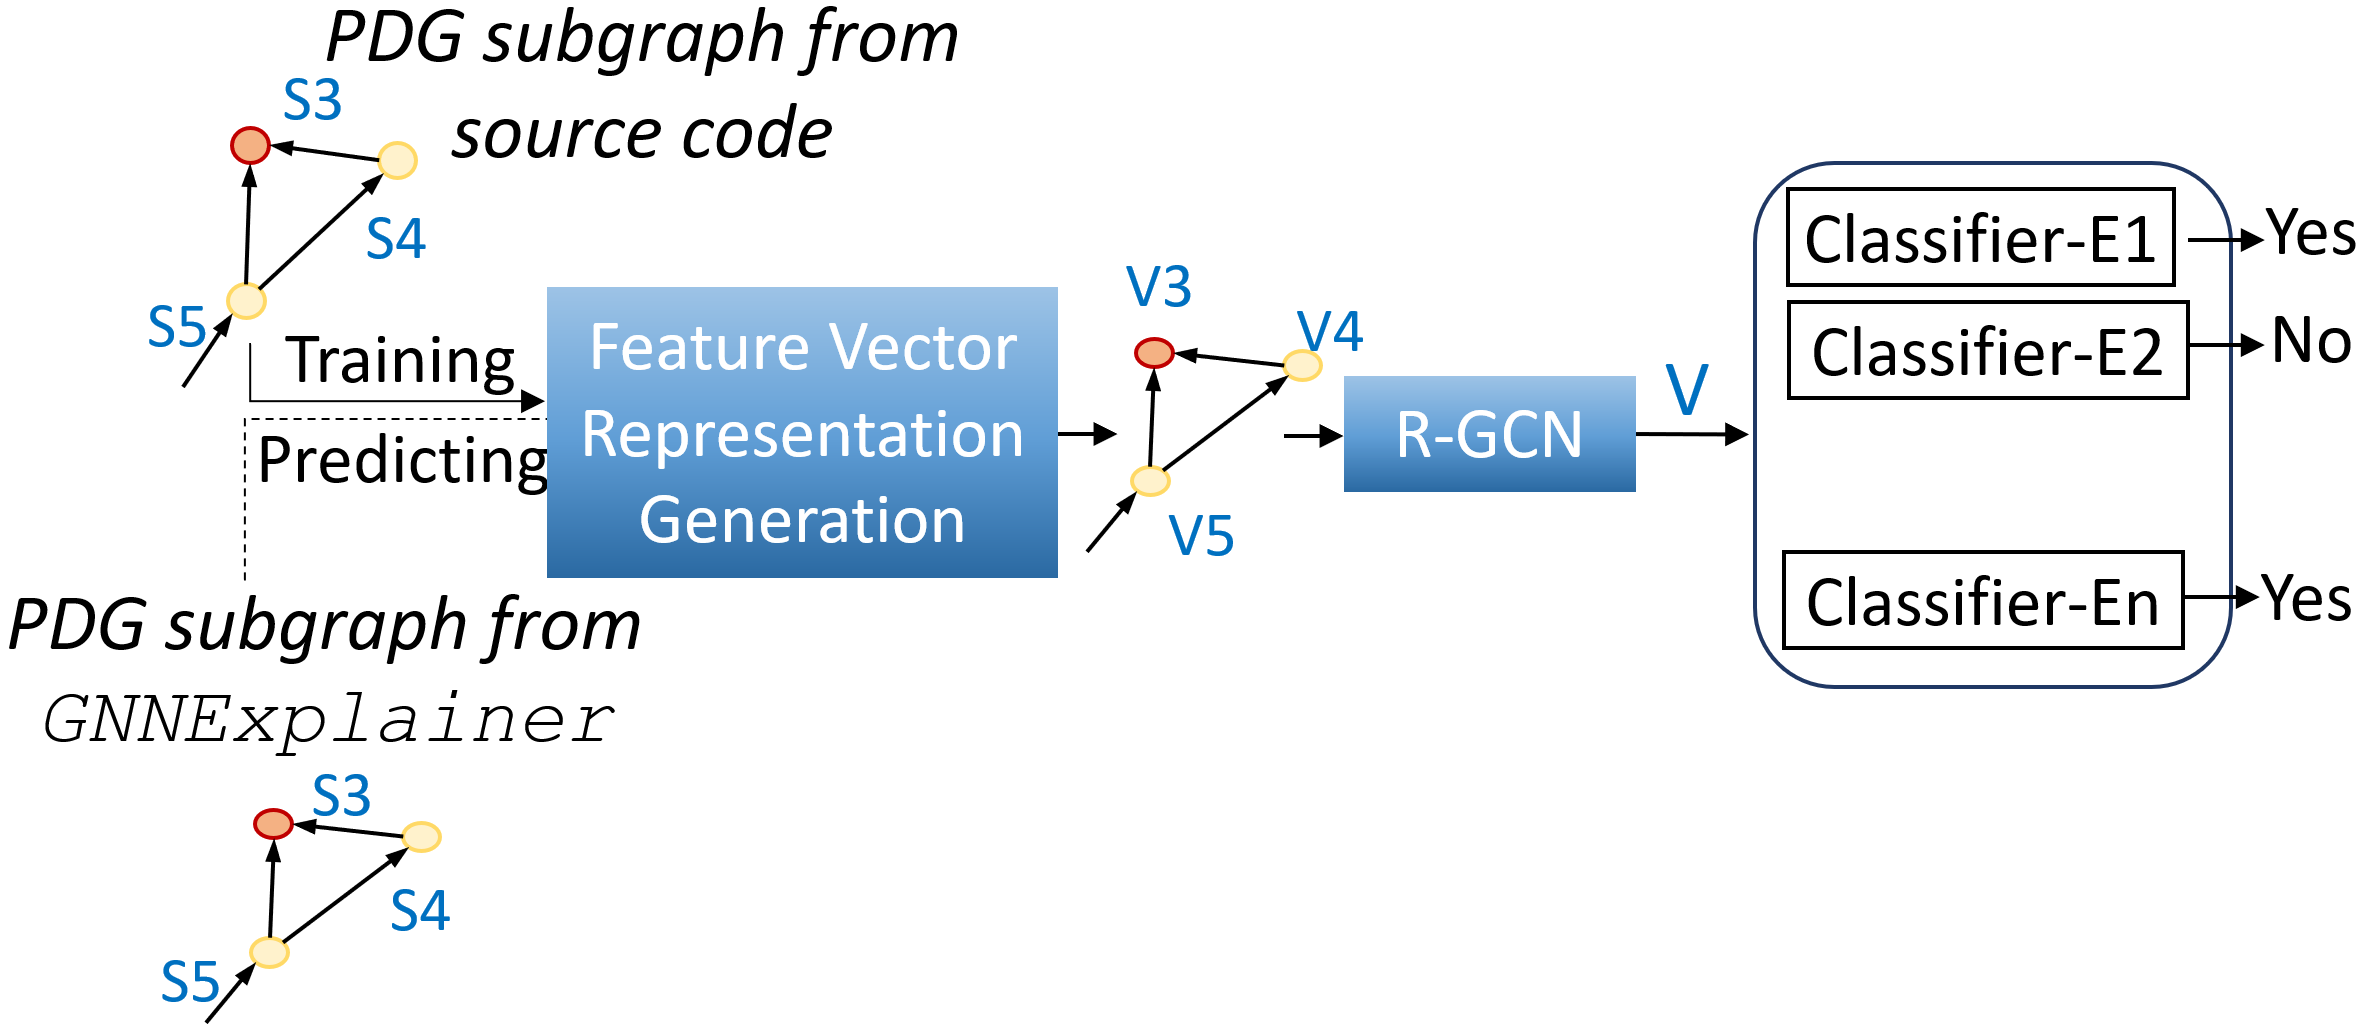 PDG subgraph from
source code
S3
S4
S5
Training
Predicting
PDG subgraph from
GNNExplainer
S3
S4
S5
Feature Vector
Representation
Generation
V3
V4
V5
R-GCN
V
Classifier-E1
Yes
Classifier-E2
No
Classifier-En
Yes